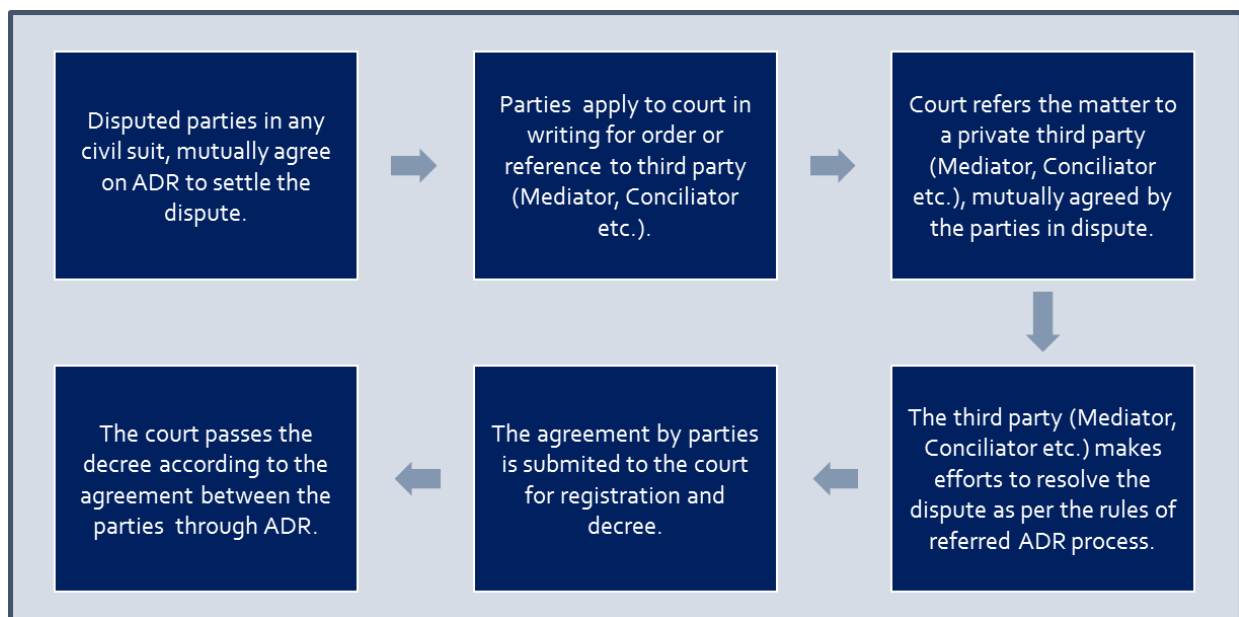 Disputed parties in any
civil suit, mutually agree
on ADR to settle the
dispute.
Parties apply to court in
writing for order or
reference to third party
(Mediator, Conciliator
etc.).
Court refers the matter to
a private third party
(Mediator, Conciliator
etc.), mutually agreed by
the parties in dispute.
The third party (Mediator,
Conciliator etc.) makes
efforts to resolve the
dispute as per the rules of
referred ADR process.
The agreement by parties
is submited to the court
for registration and
decree.
The court passes the
decree according to the
agreement between the
parties through ADR.